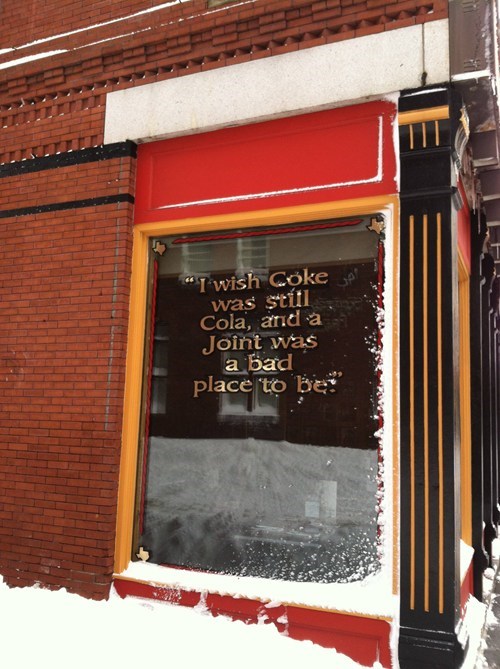 "I wish Coke
was still
Cola, and a
Joint was
a bad
place to be."